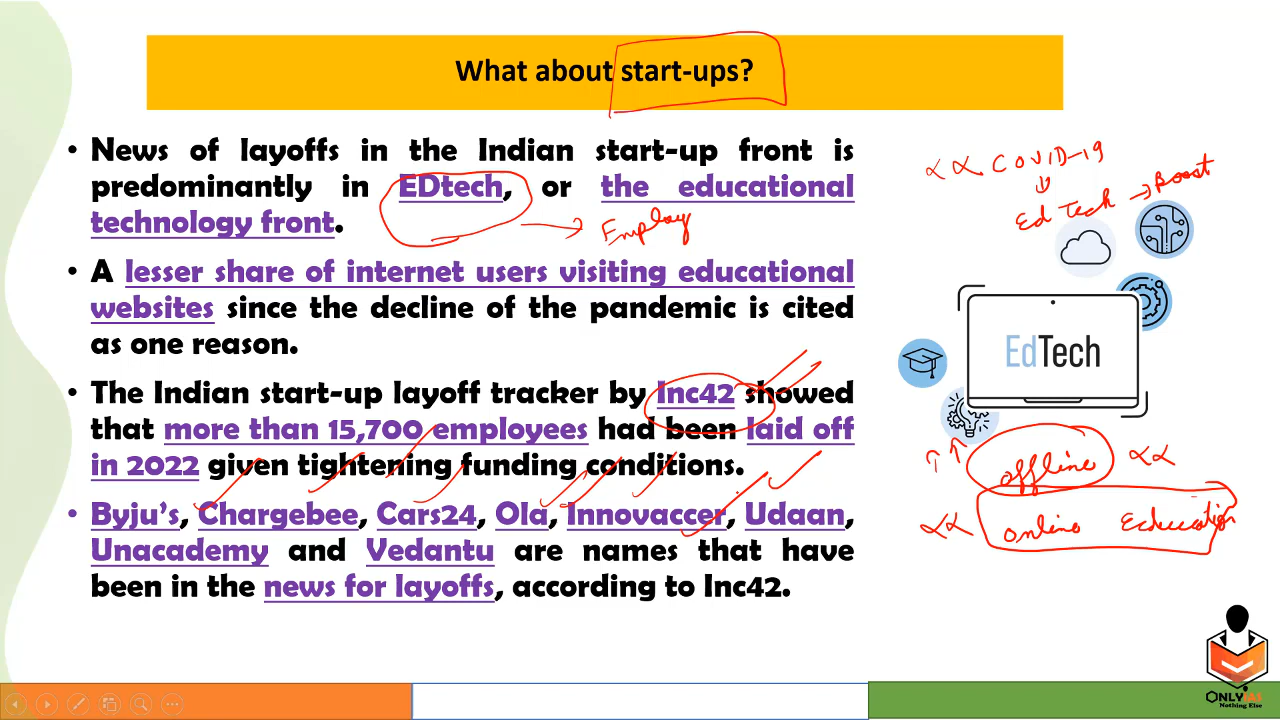 What about start-ups?
• News of layoffs in the Indian start-up front is
predominantly in EDtech, or the educational
technology front.
Employ
• A lesser share of internet users visiting educational
websites since the decline of the pandemic is cited
as one reason.
• The Indian start-up layoff tracker by Inc42 showed
that more than 15,700 employees had been laid off
in 2022 given tightening funding conditions.
• Byju's, Chargebee, Cars24, Ola, Innovaccer, Udaan,
Unacademy and Vedantu are names that have
been in the news for layoffs, according to Inc42.
COVID-19
Ed Tech → Boost
EdTech
offline
online Education
ONLYIAS
Nothing Else